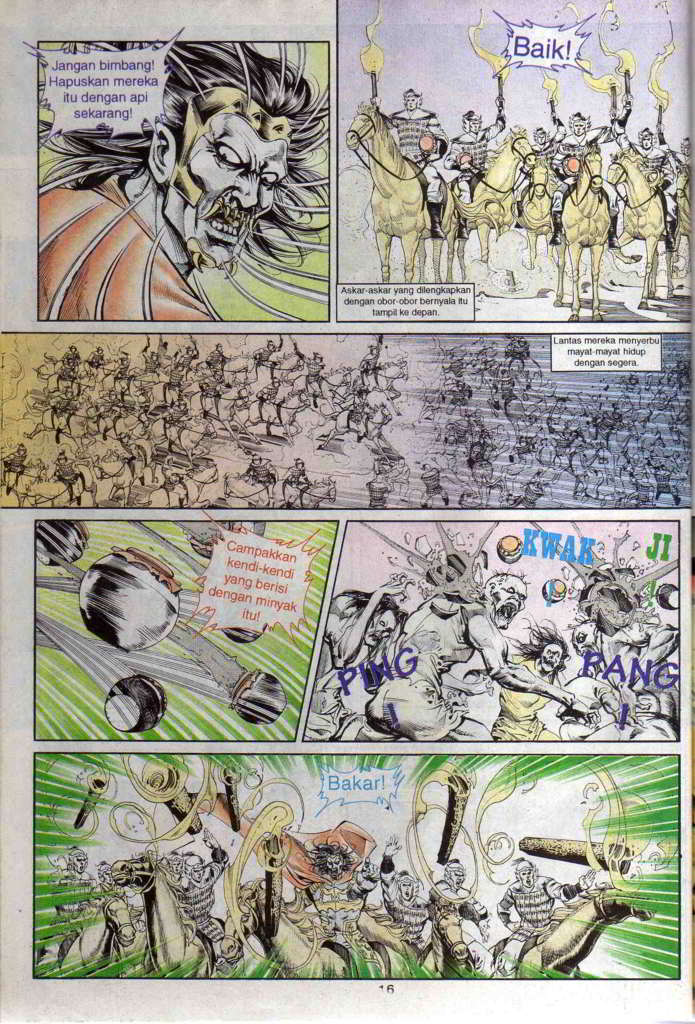 Jangan bimbang!
Hapuskan mereka
itu dengan api
sekarang!
Baik!
Askar-askar yang dilengkapkan
dengan obor-obor bernyala itu
tampil ke depan.
Lantas mereka menyerbu
mayat-mayat hidup
dengan segera.
Campakkan
kendi-kendi
yang berisi
dengan minyak
itu!
KWAK
!
JI
!
PING
!
PANG
!
Bakar!
16